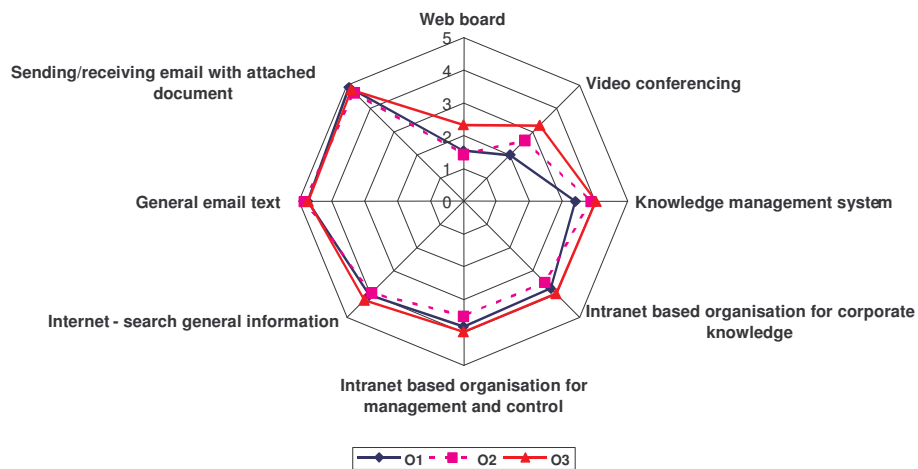 Web board
5
4
3
2
1
0
Video conferencing
Knowledge management system
Intranet based organisation for corporate
knowledge
Intranet based organisation for
management and control
Internet - search general information
General email text
Sending/receiving email with attached
document
O1 O2 O3